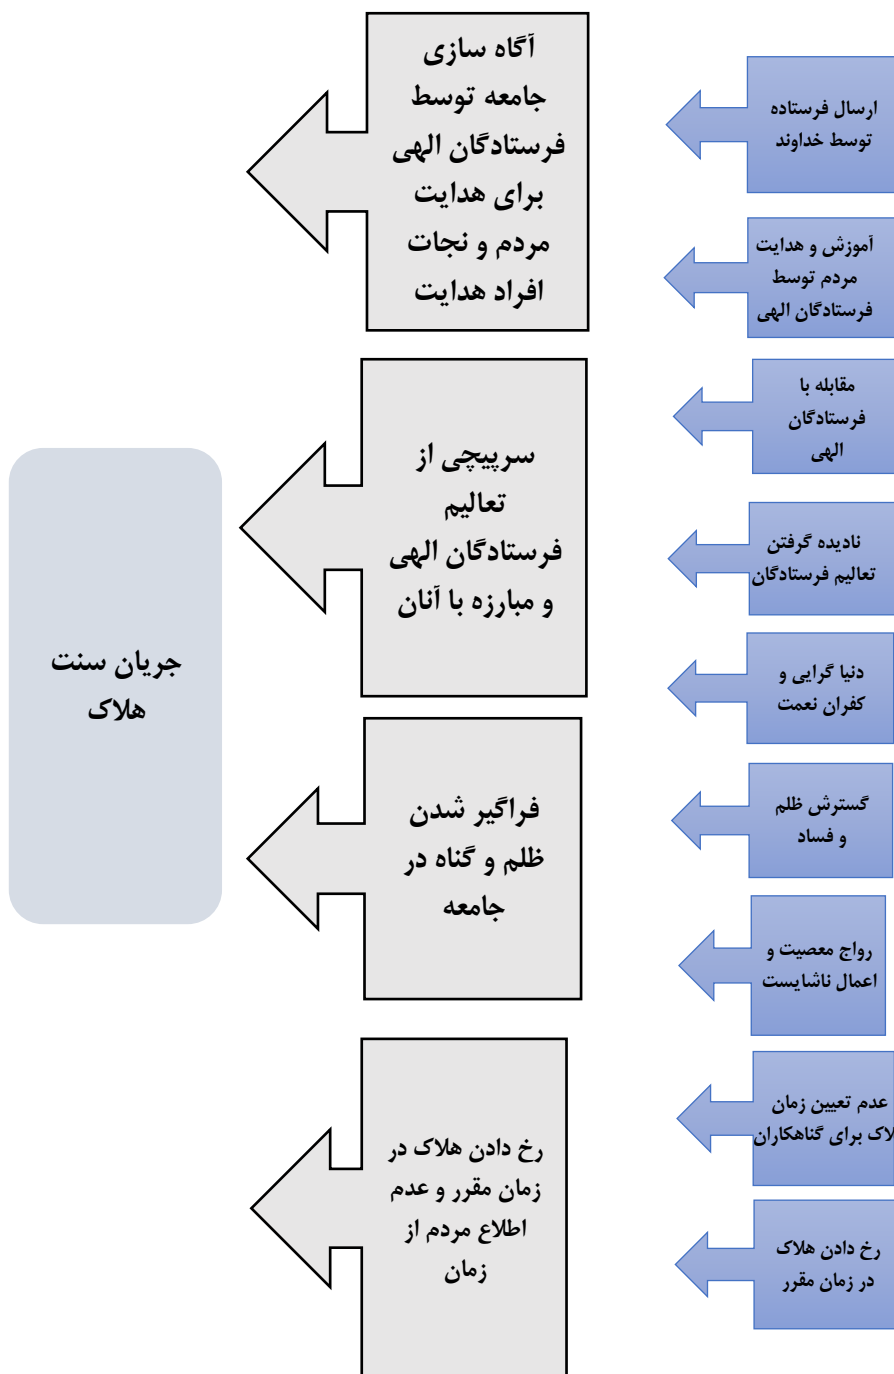 ارسال فرستاده
توسط خداوند
آموزش و هدایت
مردم توسط
فرستادگان الهی
مقابله با
فرستادگان
الهی
نادیده گرفتن
تعالیم فرستادگان
دنیا گرایی و
کفران نعمت
گسترش ظلم
و فساد
رواج معصیت و
اعمال ناشایست
عدم تعیین زمان
لاک برای گناهکاران
رخ دادن هلاک
در زمان مقرر
آگاه سازی
جامعه توسط
فرستادگان الهی
برای هدایت
مردم و نجات
افراد هدایت
سرپیچی از
تعالیم
فرستادگان الهی
و مبارزه با آنان
فراگیر شدن
ظلم و گناه در
جامعه
رخ دادن هلاک در
زمان مقرر و عدم
اطلاع مردم از
زمان
جریان سنت
هلاک